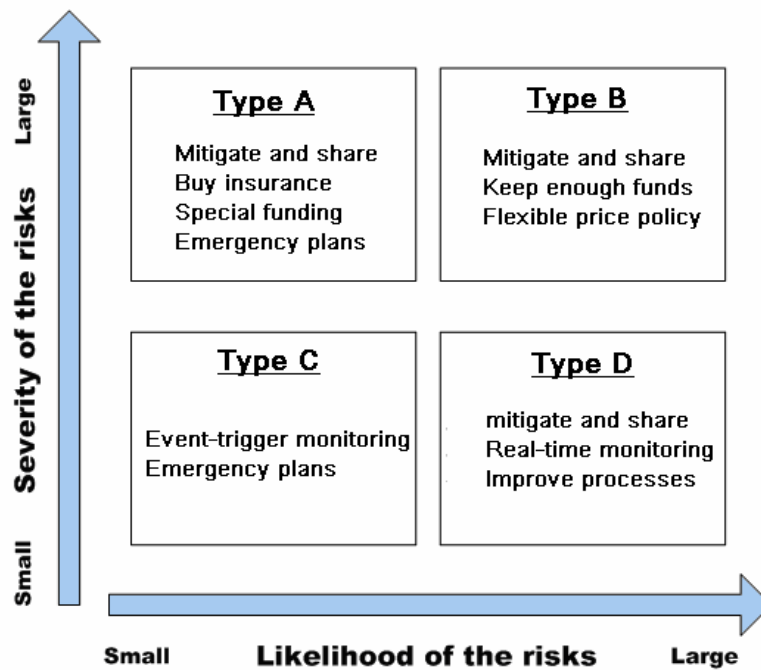 Large
Severity of the risks
Small
Type A
Mitigate and share
Buy insurance
Special funding
Emergency plans
Type B
Mitigate and share
Keep enough funds
Flexible price policy
Type C
Event-trigger monitoring
Emergency plans
Type D
mitigate and share
Real-time monitoring
Improve processes
Small
Likelihood of the risks
Large